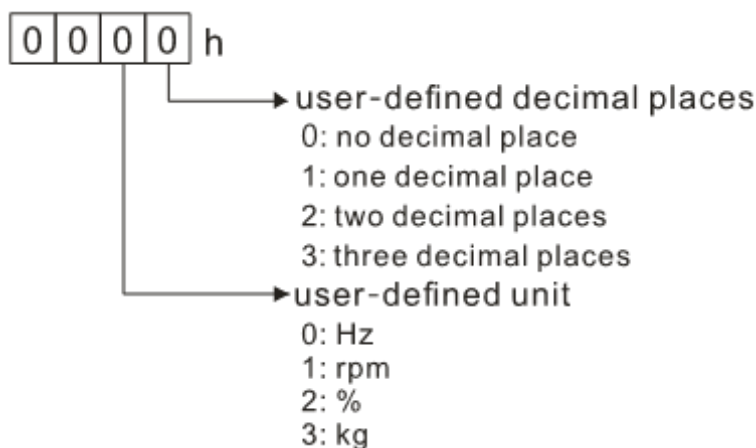 0 0 0 0 h
user-defined decimal places
0: no decimal place
1: one decimal place
2: two decimal places
3: three decimal places
user-defined unit
0: Hz
1: rpm
2: %
3: kg